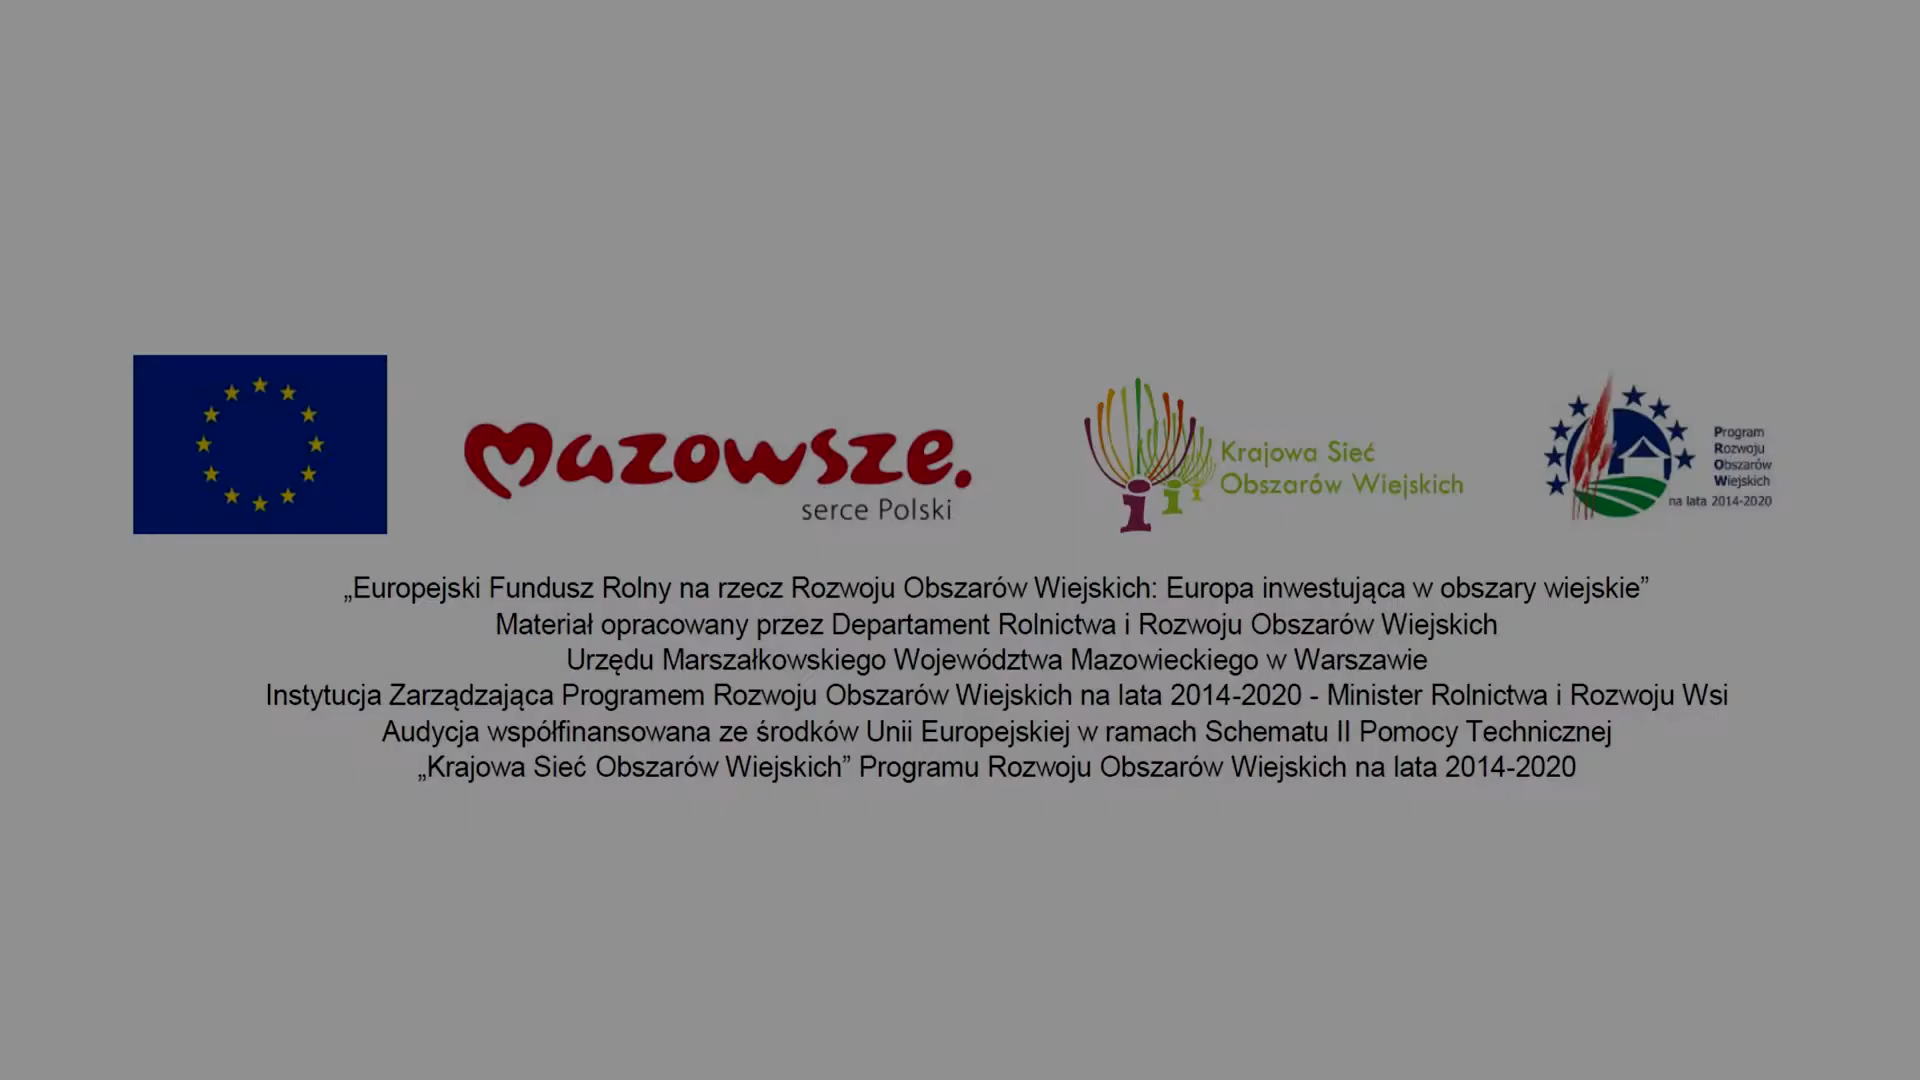 Mazowsze.
serce Polski
Krajowa Sieć
Obszarów Wiejskich
Program
Rozwoju
Obszarów
Wiejskich
na lata 2014-2020
„Europejski Fundusz Rolny na rzecz Rozwoju Obszarów Wiejskich: Europa inwestująca w obszary wiejskie”
Materiał opracowany przez Departament Rolnictwa i Rozwoju Obszarów Wiejskich
Urzędu Marszałkowskiego Województwa Mazowieckiego w Warszawie
Instytucja Zarządzająca Programem Rozwoju Obszarów Wiejskich na lata 2014-2020 - Minister Rolnictwa i Rozwoju Wsi
Audycja współfinansowana ze środków Unii Europejskiej w ramach Schematu II Pomocy Technicznej
„Krajowa Sieć Obszarów Wiejskich” Programu Rozwoju Obszarów Wiejskich na lata 2014-2020